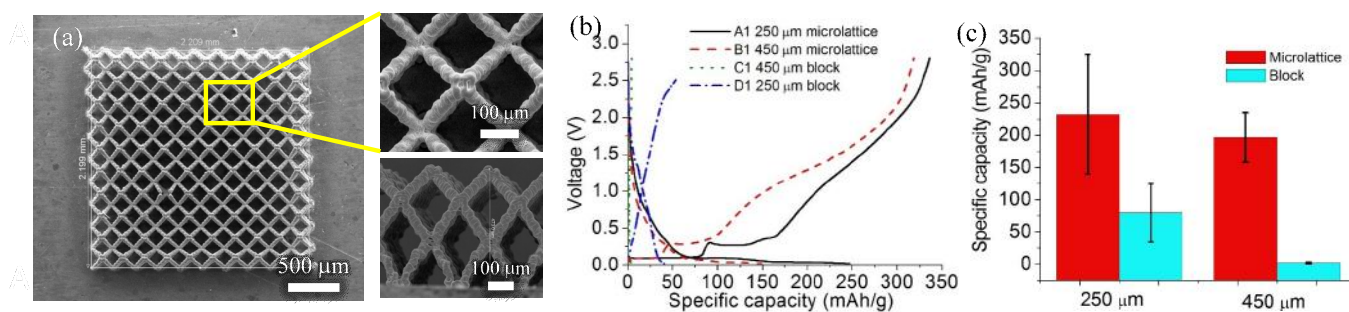 (a)
2.209 mm
2.199 mm
500 μm
100 μm
100 μm
(b)
A1 250 μm microlattice
B1 450 μm microlattice
C1 450 μm block
D1 250 μm block
Voltage (V)
3.0
2.5
2.0
1.5
1.0
0.5
0.0
0 50 100 150 200 250 300 350
Specific capacity (mAh/g)
(c)
Microlattice
Block
Specific capacity (mAh/g)
350
300
250
200
150
100
50
0
250 μm
450 μm